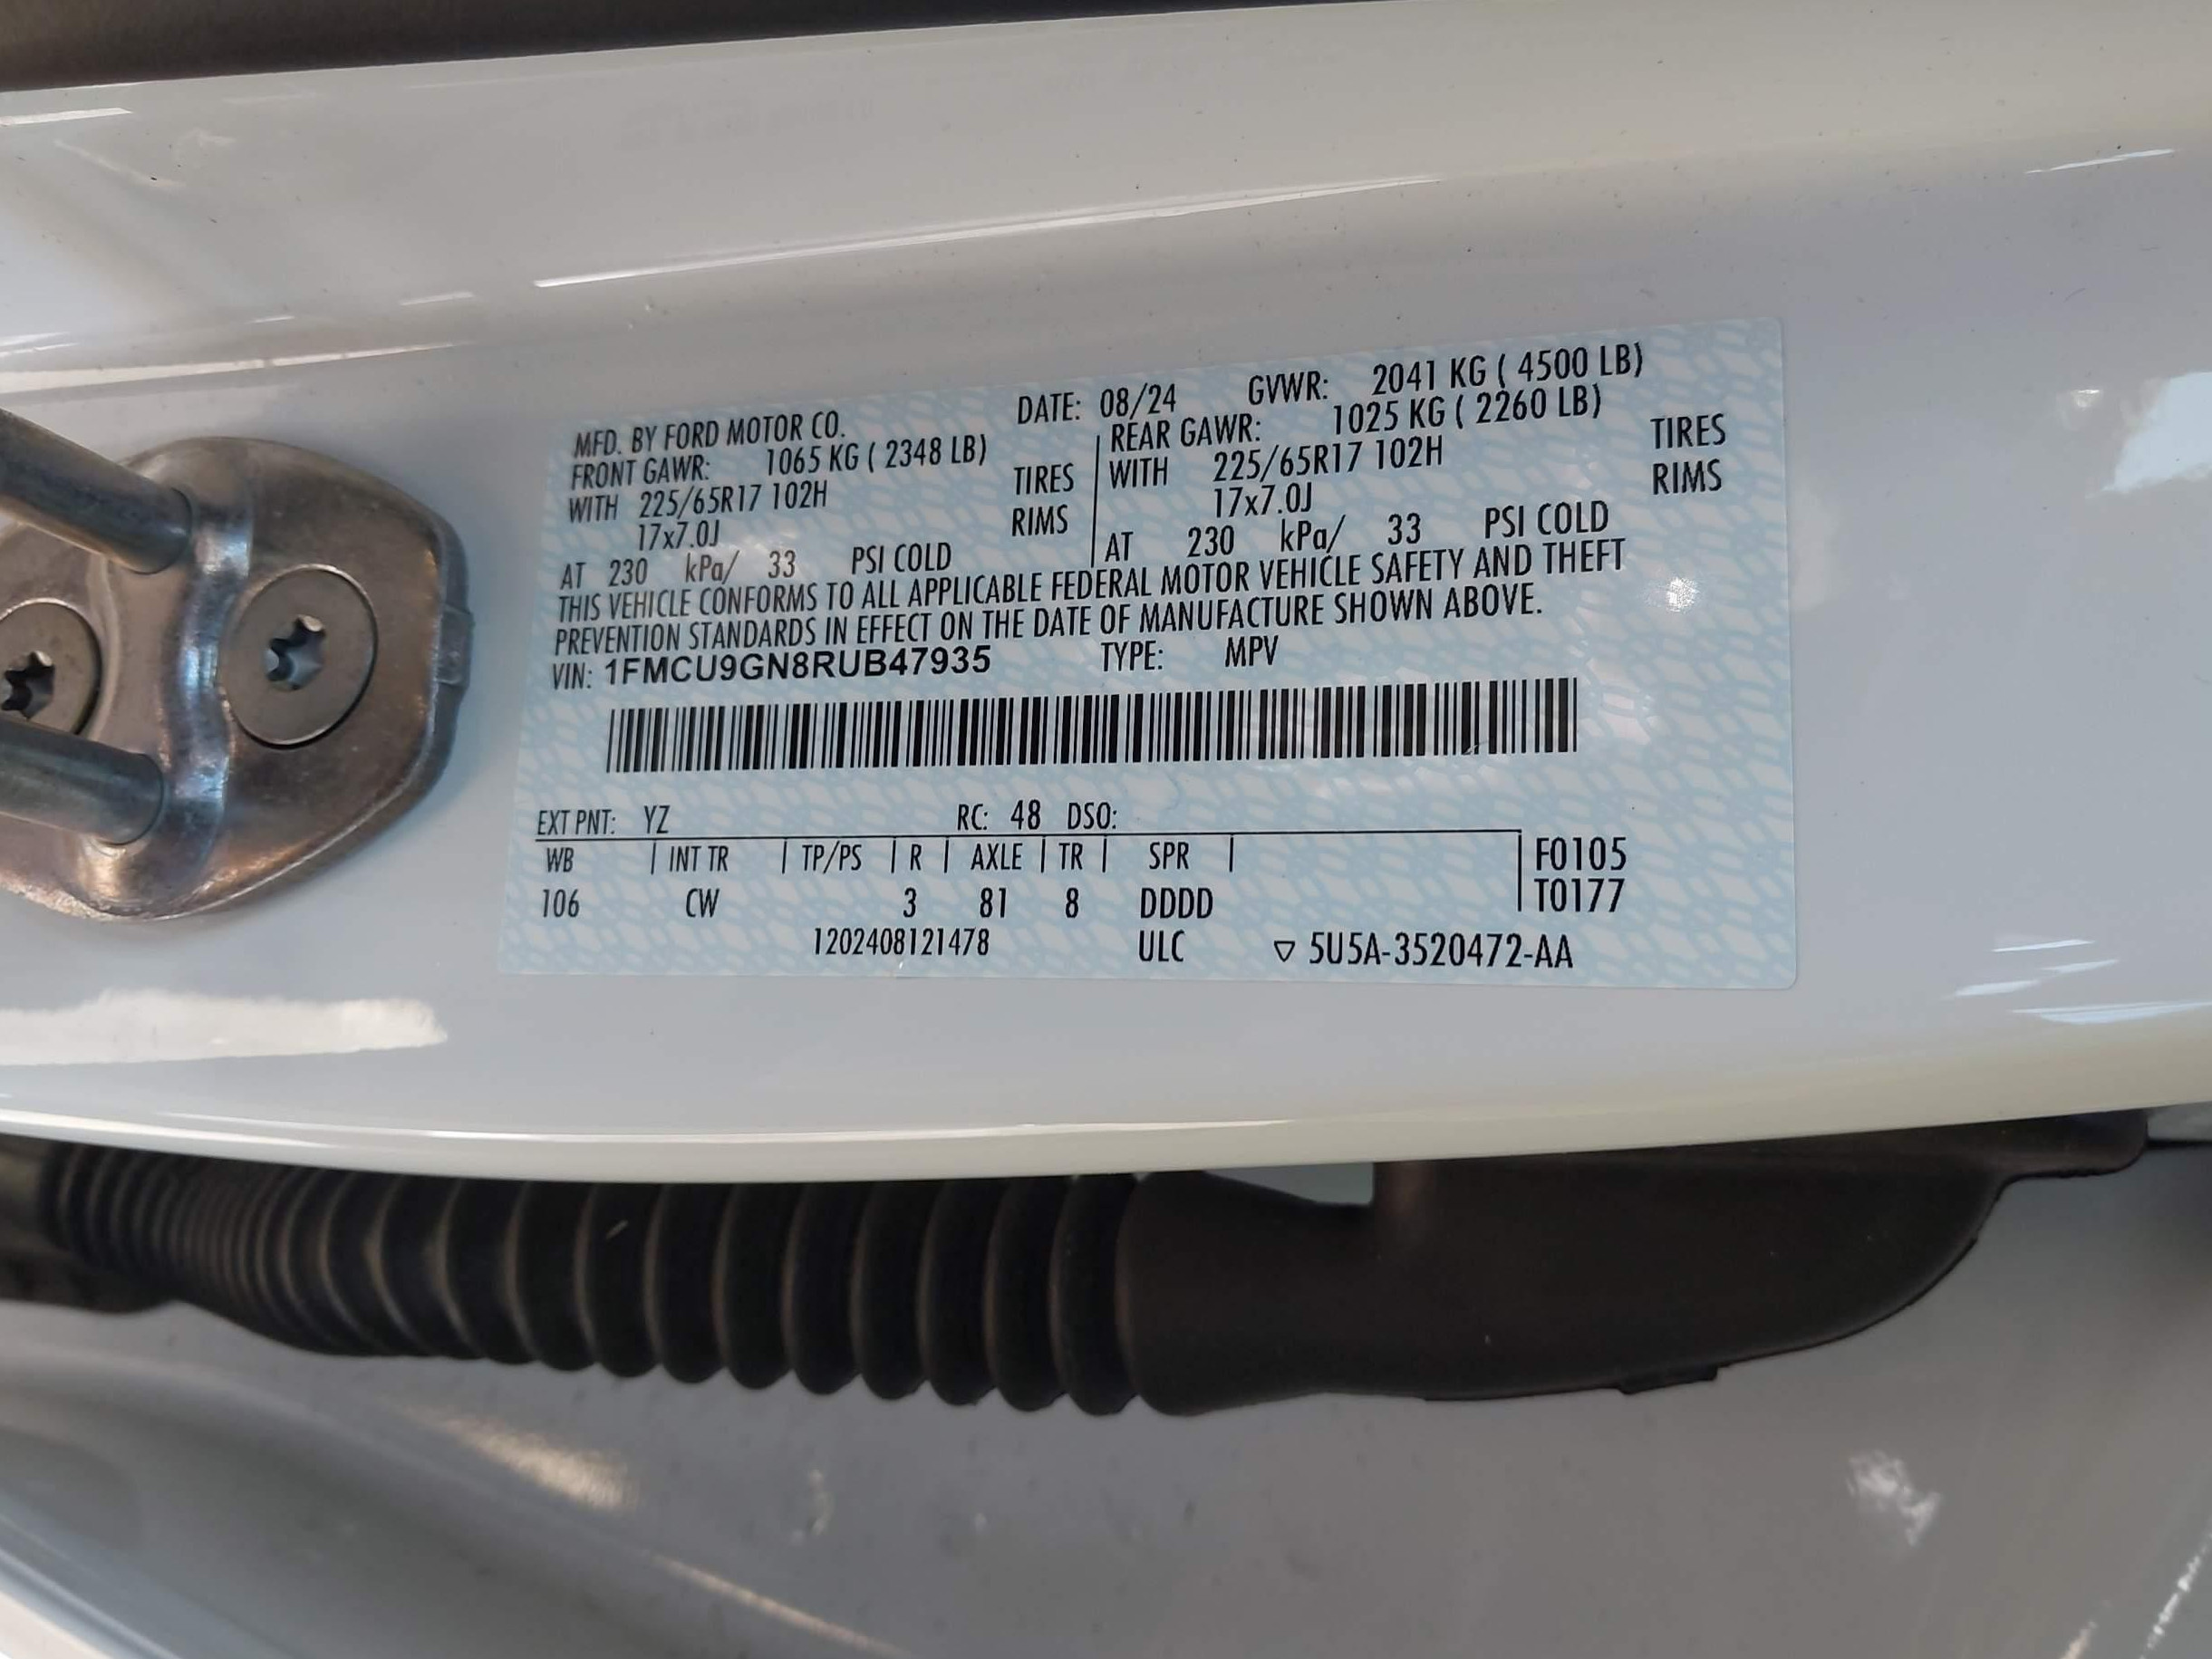 MFD. BY FORD MOTOR CO. DATE: 08/24 GVWR: 2041 KG ( 4500 LB)
FRONT GAWR: 1065 KG ( 2348 LB) REAR GAWR: 1025 KG ( 2260 LB)
WITH 225/65R17 102H TIRES WITH 225/65R17 102H TIRES
17x7.0J RIMS 17x7.0J RIMS
AT 230 kPa/ 33 PSI COLD AT 230 kPa/ 33 PSI COLD
THIS VEHICLE CONFORMS TO ALL APPLICABLE FEDERAL MOTOR VEHICLE SAFETY AND THEFT
PREVENTION STANDARDS IN EFFECT ON THE DATE OF MANUFACTURE SHOWN ABOVE.
VIN: 1FMCU9GN8RUB47935 TYPE: MPV
EXT PNT: YZ RC: 48 DSO:
WB | INT TR | TP/PS | R | AXLE | TR | SPR | F0105
106 CW 3 81 8 DDDD T0177
1202408121478 ULC ▽ 5U5A-3520472-AA